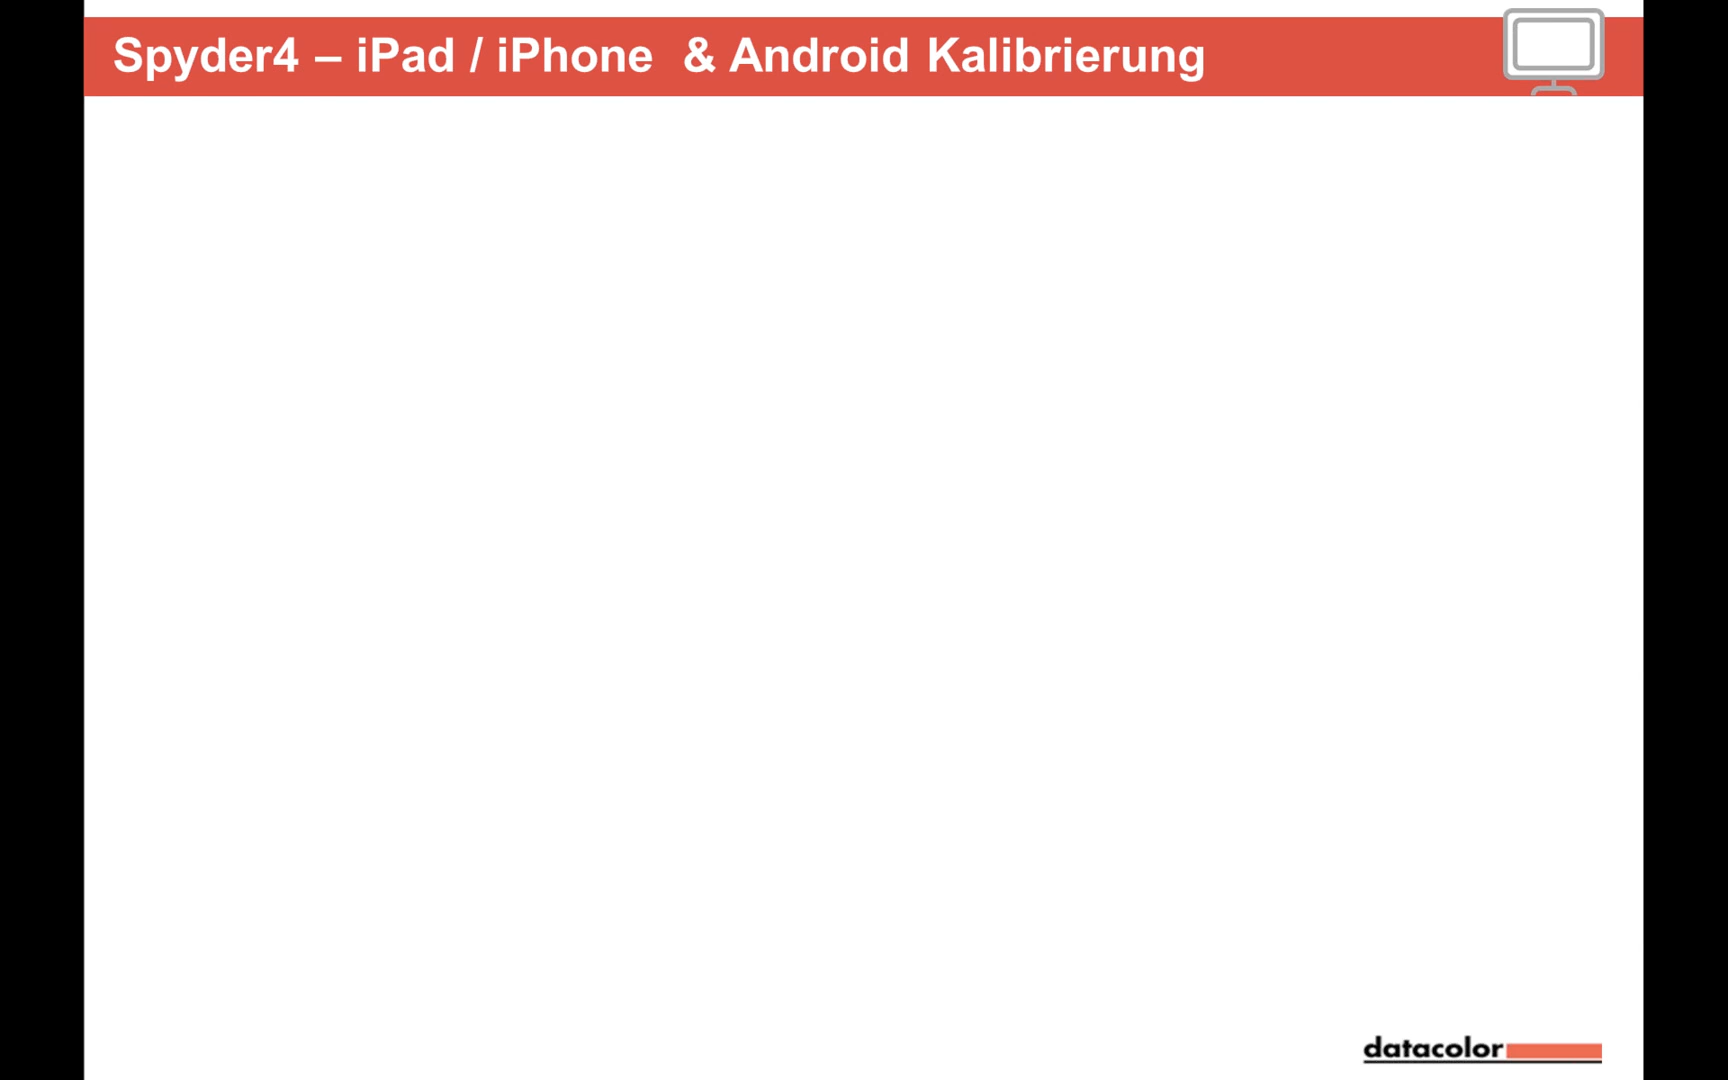 Spyder4 – iPad / iPhone & Android Kalibrierung
datacolor